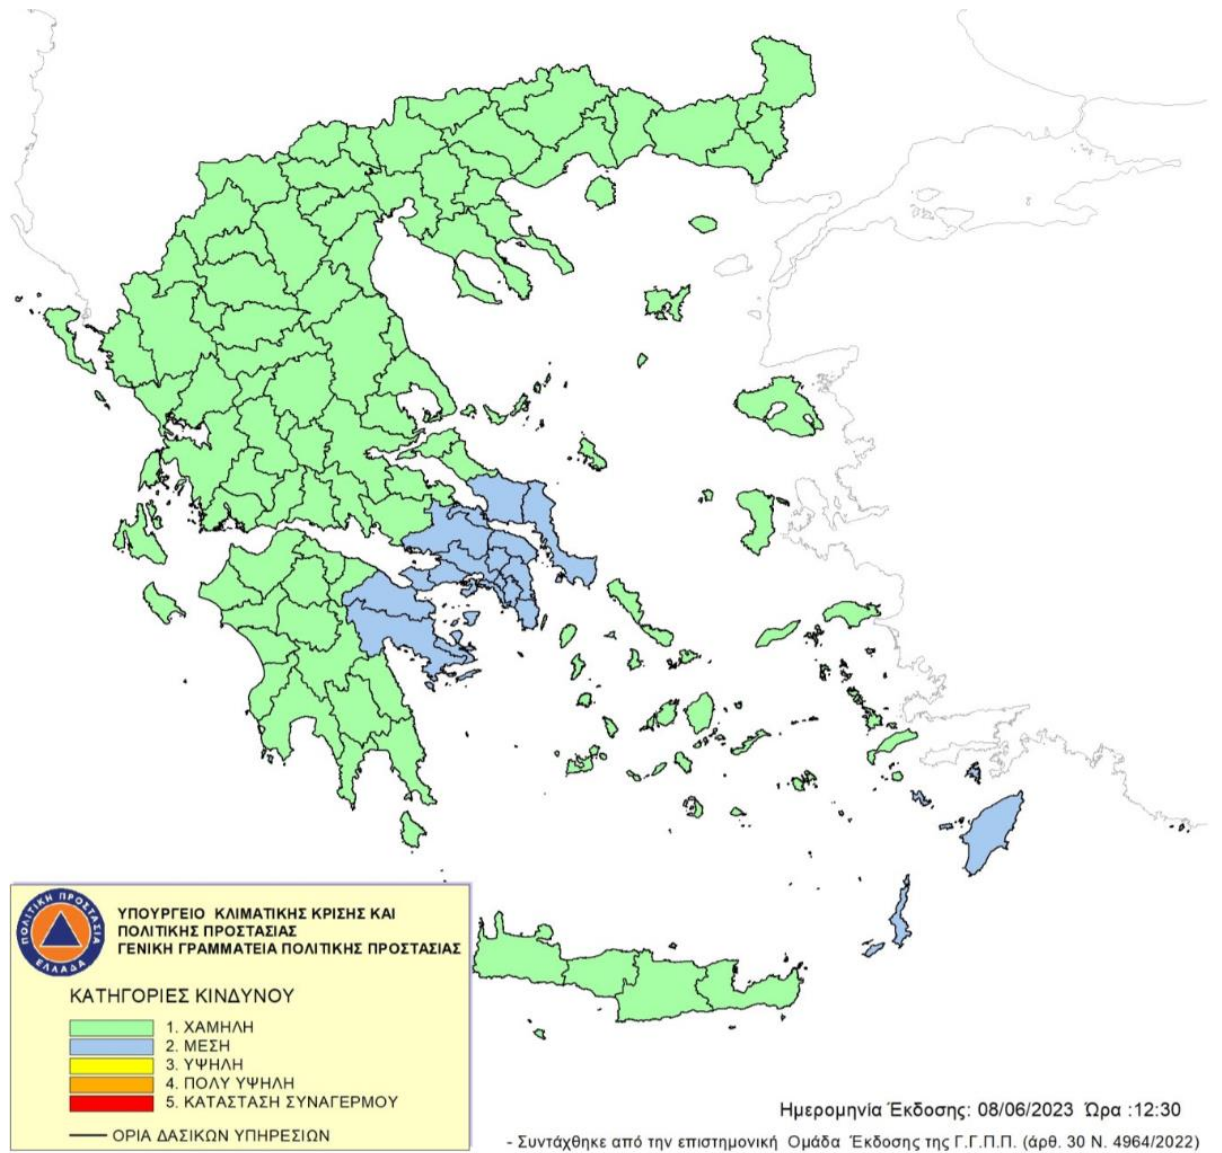 ΠΟΛΙΤΙΚΗ ΠΡΟΣΤΑΣΙΑ
ΕΛΛΑΔΑ
ΥΠΟΥΡΓΕΙΟ ΚΛΙΜΑΤΙΚΗΣ ΚΡΙΣΗΣ ΚΑΙ
ΠΟΛΙΤΙΚΗΣ ΠΡΟΣΤΑΣΙΑΣ
ΓΕΝΙΚΗ ΓΡΑΜΜΑΤΕΙΑ ΠΟΛΙΤΙΚΗΣ ΠΡΟΣΤΑΣΙΑΣ
ΚΑΤΗΓΟΡΙΕΣ ΚΙΝΔΥΝΟΥ
1. ΧΑΜΗΛΗ
2. ΜΕΣΗ
3. ΥΨΗΛΗ
4. ΠΟΛΥ ΥΨΗΛΗ
5. ΚΑΤΑΣΤΑΣΗ ΣΥΝΑΓΕΡΜΟΥ
ΟΡΙΑ ΔΑΣΙΚΩΝ ΥΠΗΡΕΣΙΩΝ
Ημερομηνία Έκδοσης: 08/06/2023 Ώρα :12:30
- Συντάχθηκε από την επιστημονική Ομάδα Έκδοσης της Γ.Γ.Π.Π. (άρθ. 30 Ν. 4964/2022)